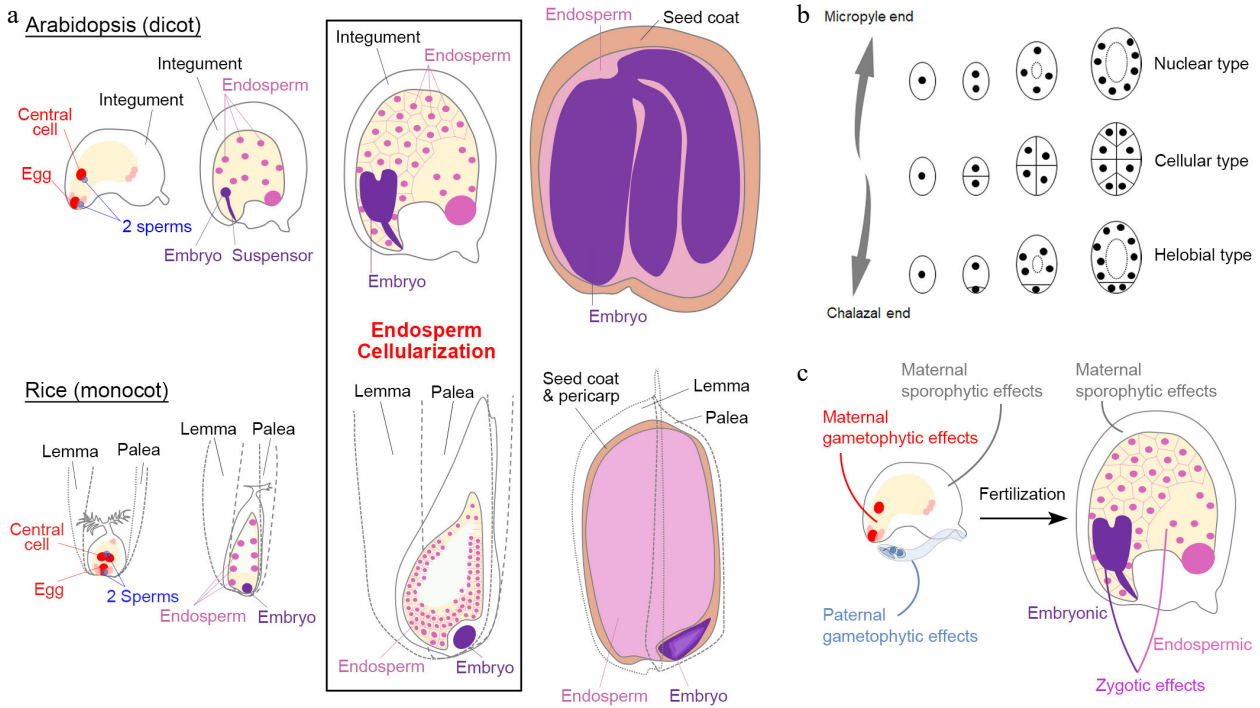 a
Arabidopsis (dicot)
Integument
Integument
Endosperm
Central
cell
Egg
2 sperms
Embryo
Suspensor
Integument
Endosperm
Embryo
Endosperm
Seed coat
Embryo
Endosperm
Cellularization
Rice (monocot)
Lemma
Palea
Central
cell
Egg
2 Sperms
Lemma
Palea
Endosperm
Embryo
Lemma
Palea
Endosperm
Embryo
Seed coat
& pericarp
Lemma
Palea
Endosperm
Embryo
b
Micropyle end
Nuclear type
Cellular type
Helobial type
Chalazal end
c
Maternal
sporophytic effects
Maternal
gametophytic effects
Paternal
gametophytic effects
Fertilization
Maternal
sporophytic effects
Embryonic
Endospermic
Zygotic effects